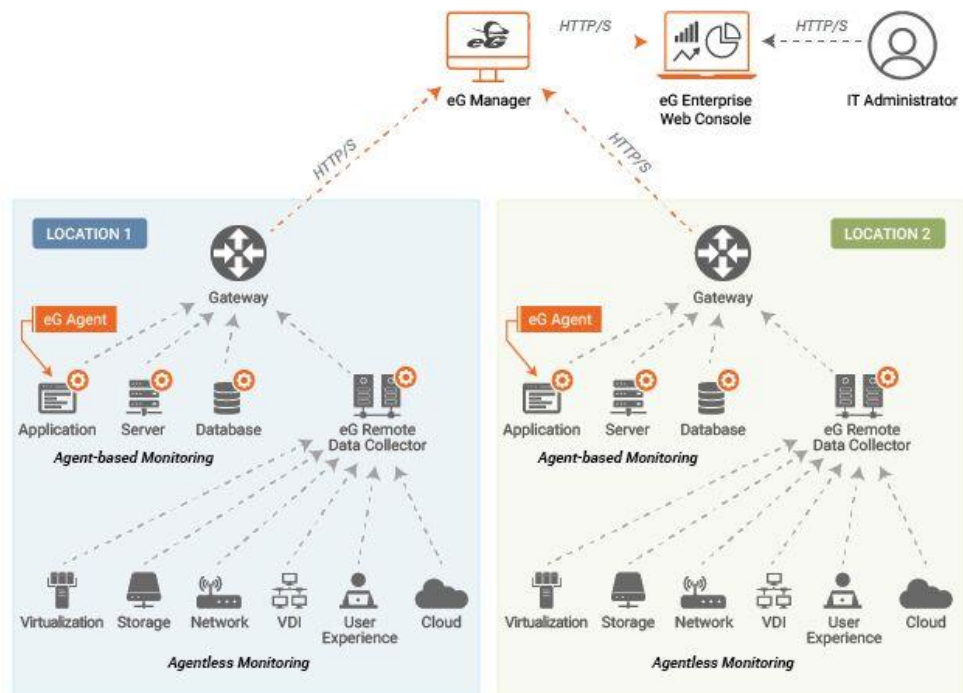 HTTP/S
HTTP/S
eG
eG Manager
eG Enterprise
Web Console
IT Administrator
HTTP/S
HTTP/S
LOCATION 1
Gateway
eG Agent
Application
Server
Database
eG Remote
Data Collector
Agent-based Monitoring
Virtualization
Storage
Network
VDI
User
Experience
Cloud
Agentless Monitoring
LOCATION 2
Gateway
eG Agent
Application
Server
Database
eG Remote
Data Collector
Agent-based Monitoring
Virtualization
Storage
Network
VDI
User
Experience
Cloud
Agentless Monitoring